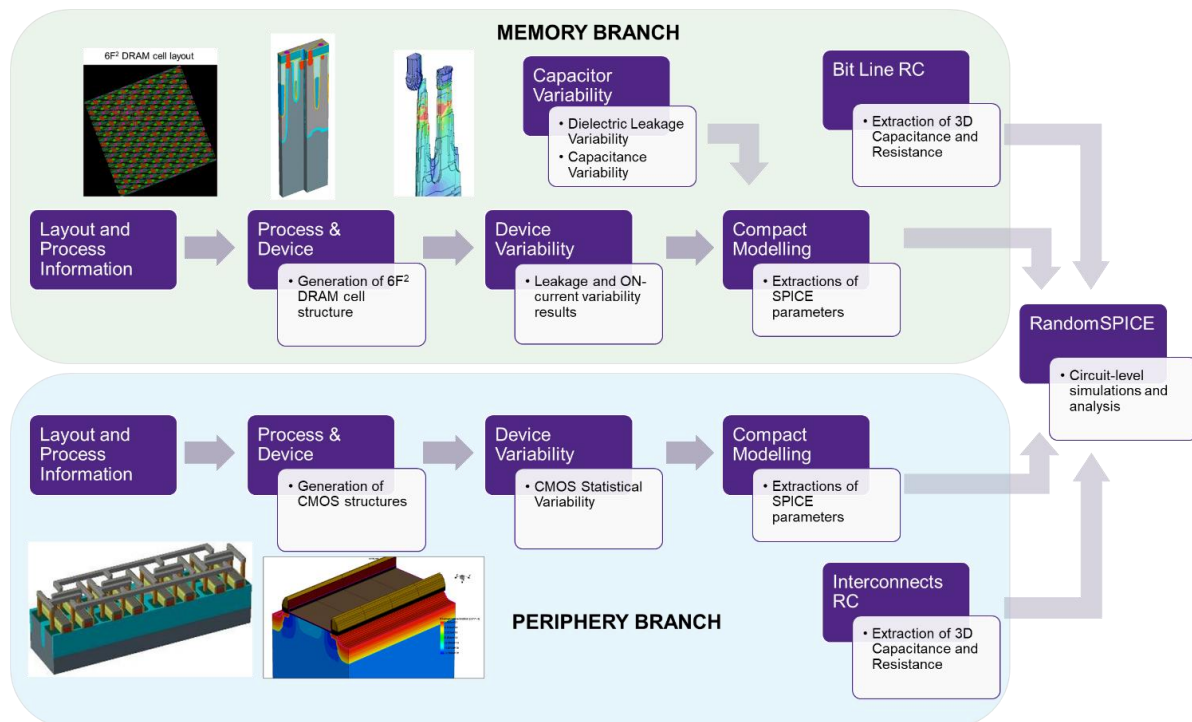 MEMORY BRANCH
6F² DRAM cell layout
Capacitor
Variability
• Dielectric Leakage
Variability
• Capacitance
Variability
Bit Line RC
• Extraction of 3D
Capacitance and
Resistance
Layout and
Process
Information
Process &
Device
• Generation of 6F²
DRAM cell
structure
Device
Variability
• Leakage and ON-
current variability
results
Compact
Modelling
• Extractions of
SPICE
parameters
RandomSPICE
• Circuit-level
simulations and
analysis
Layout and
Process
Information
Process &
Device
• Generation of
CMOS structures
Device
Variability
• CMOS Statistical
Variability
Compact
Modelling
• Extractions of
SPICE
parameters
Interconnects
RC
• Extraction of 3D
Capacitance and
Resistance
PERIPHERY BRANCH